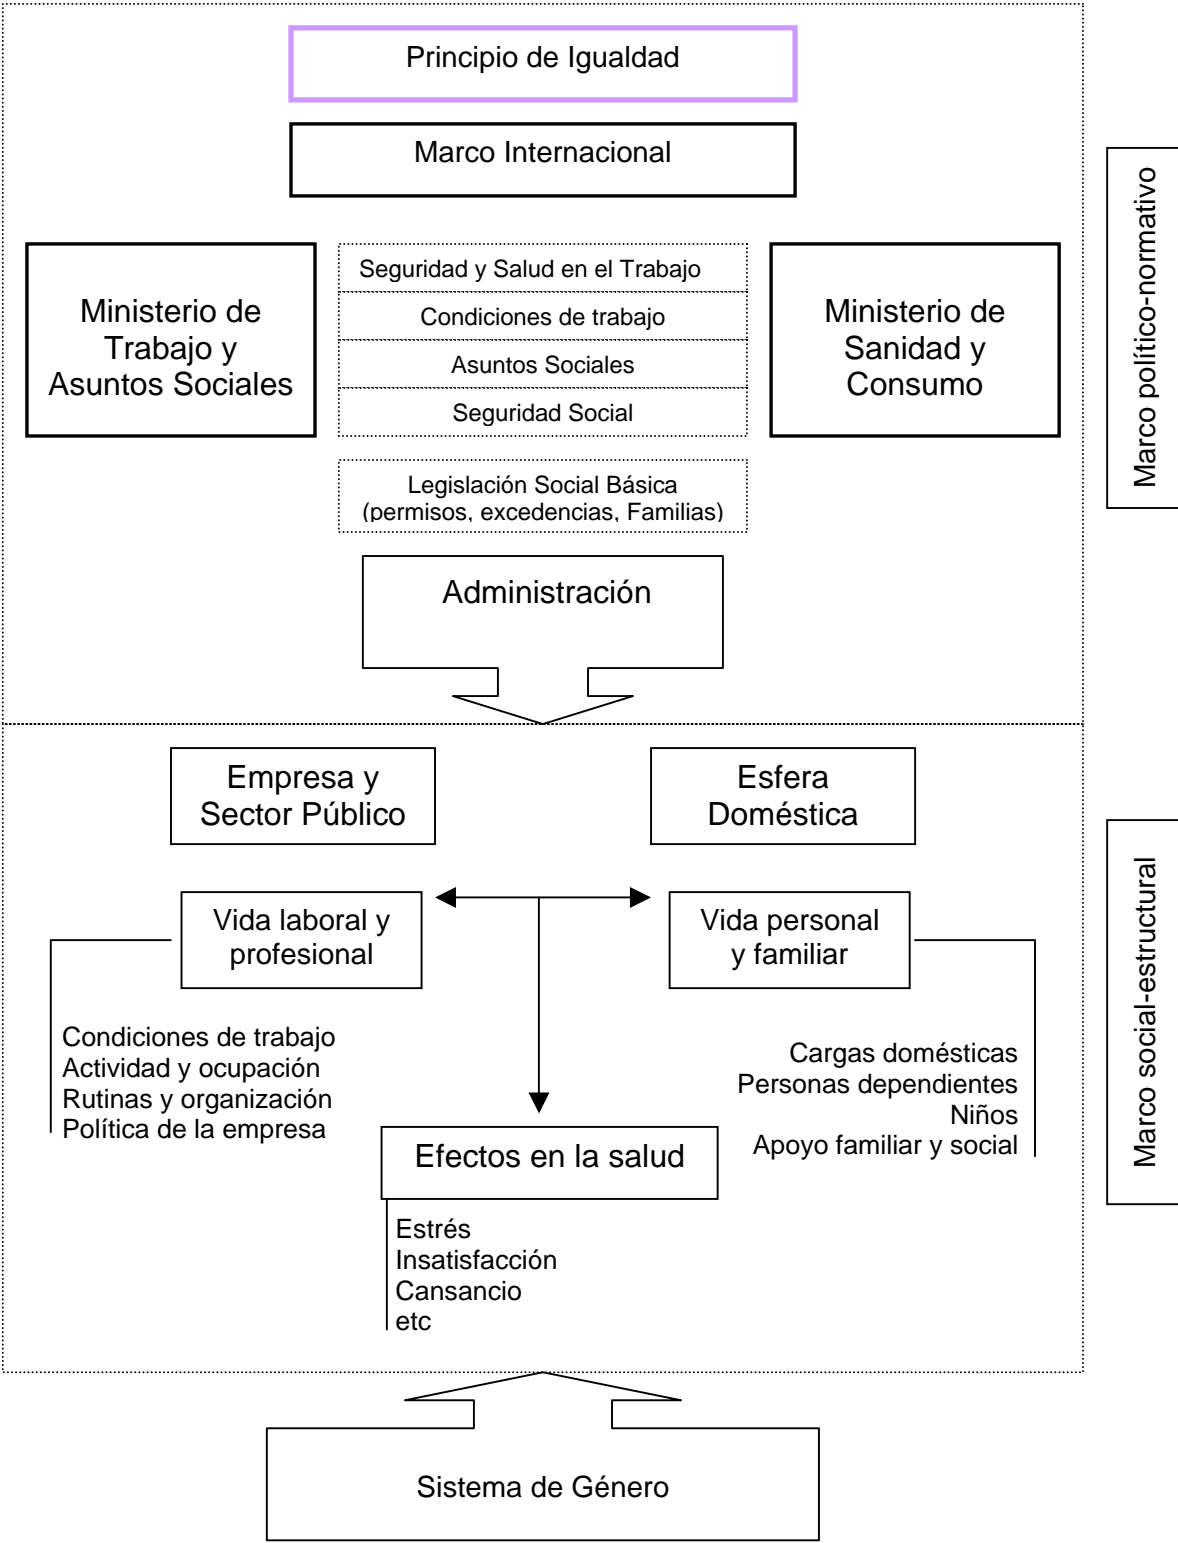 Principio de Igualdad
Marco Internacional
Ministerio de
Trabajo y
Asuntos Sociales
Seguridad y Salud en el Trabajo
Condiciones de trabajo
Asuntos Sociales
Seguridad Social
Ministerio de
Sanidad y
Consumo
Legislación Social Básica
(permisos, excedencias, Familias)
Administración
Marco político-normativo
Empresa y
Sector Público
Esfera
Doméstica
Vida laboral y
profesional
Vida personal
y familiar
Condiciones de trabajo
Actividad y ocupación
Rutinas y organización
Política de la empresa
Cargas domésticas
Personas dependientes
Niños
Apoyo familiar y social
Efectos en la salud
Estrés
Insatisfacción
Cansancio
etc
Marco social-estructural
Sistema de Género